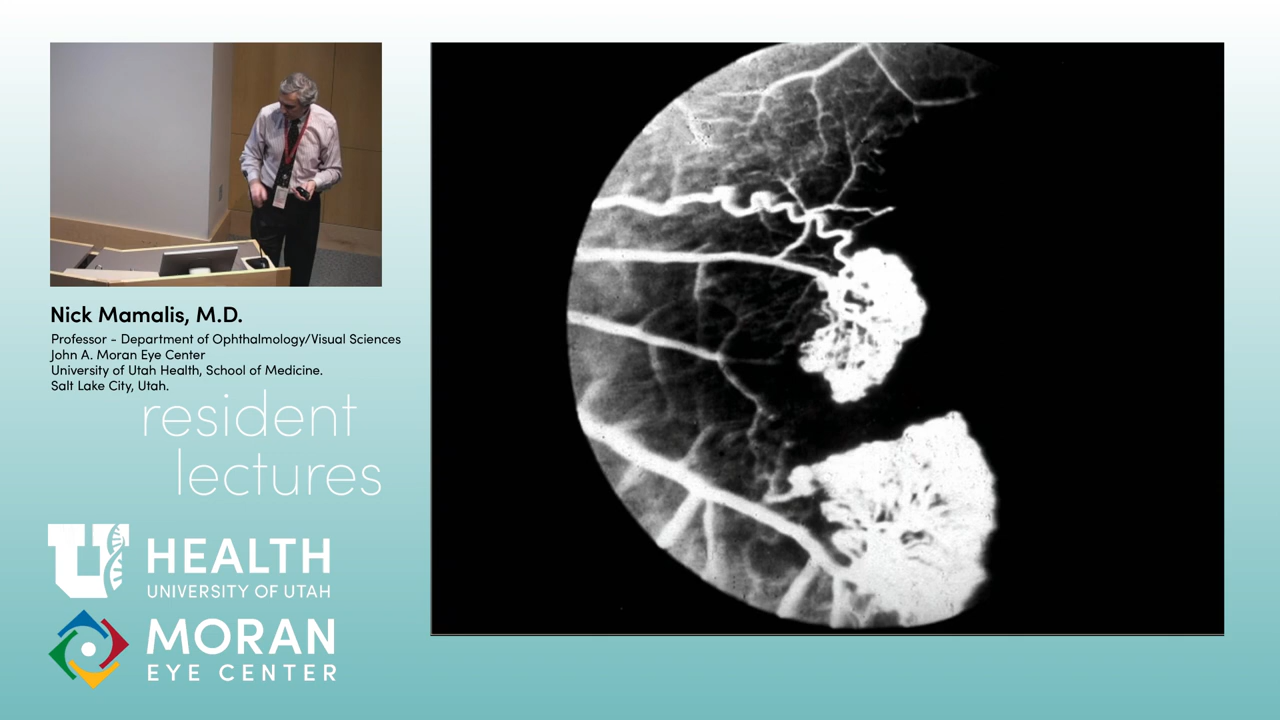 Nick Mamalis, M.D.
Professor - Department of Ophthalmology/Visual Sciences
John A. Moran Eye Center
University of Utah Health, School of Medicine.
Salt Lake City, Utah.
resident
lectures
U HEALTH
UNIVERSITY OF UTAH
MORAN
EYE CENTER